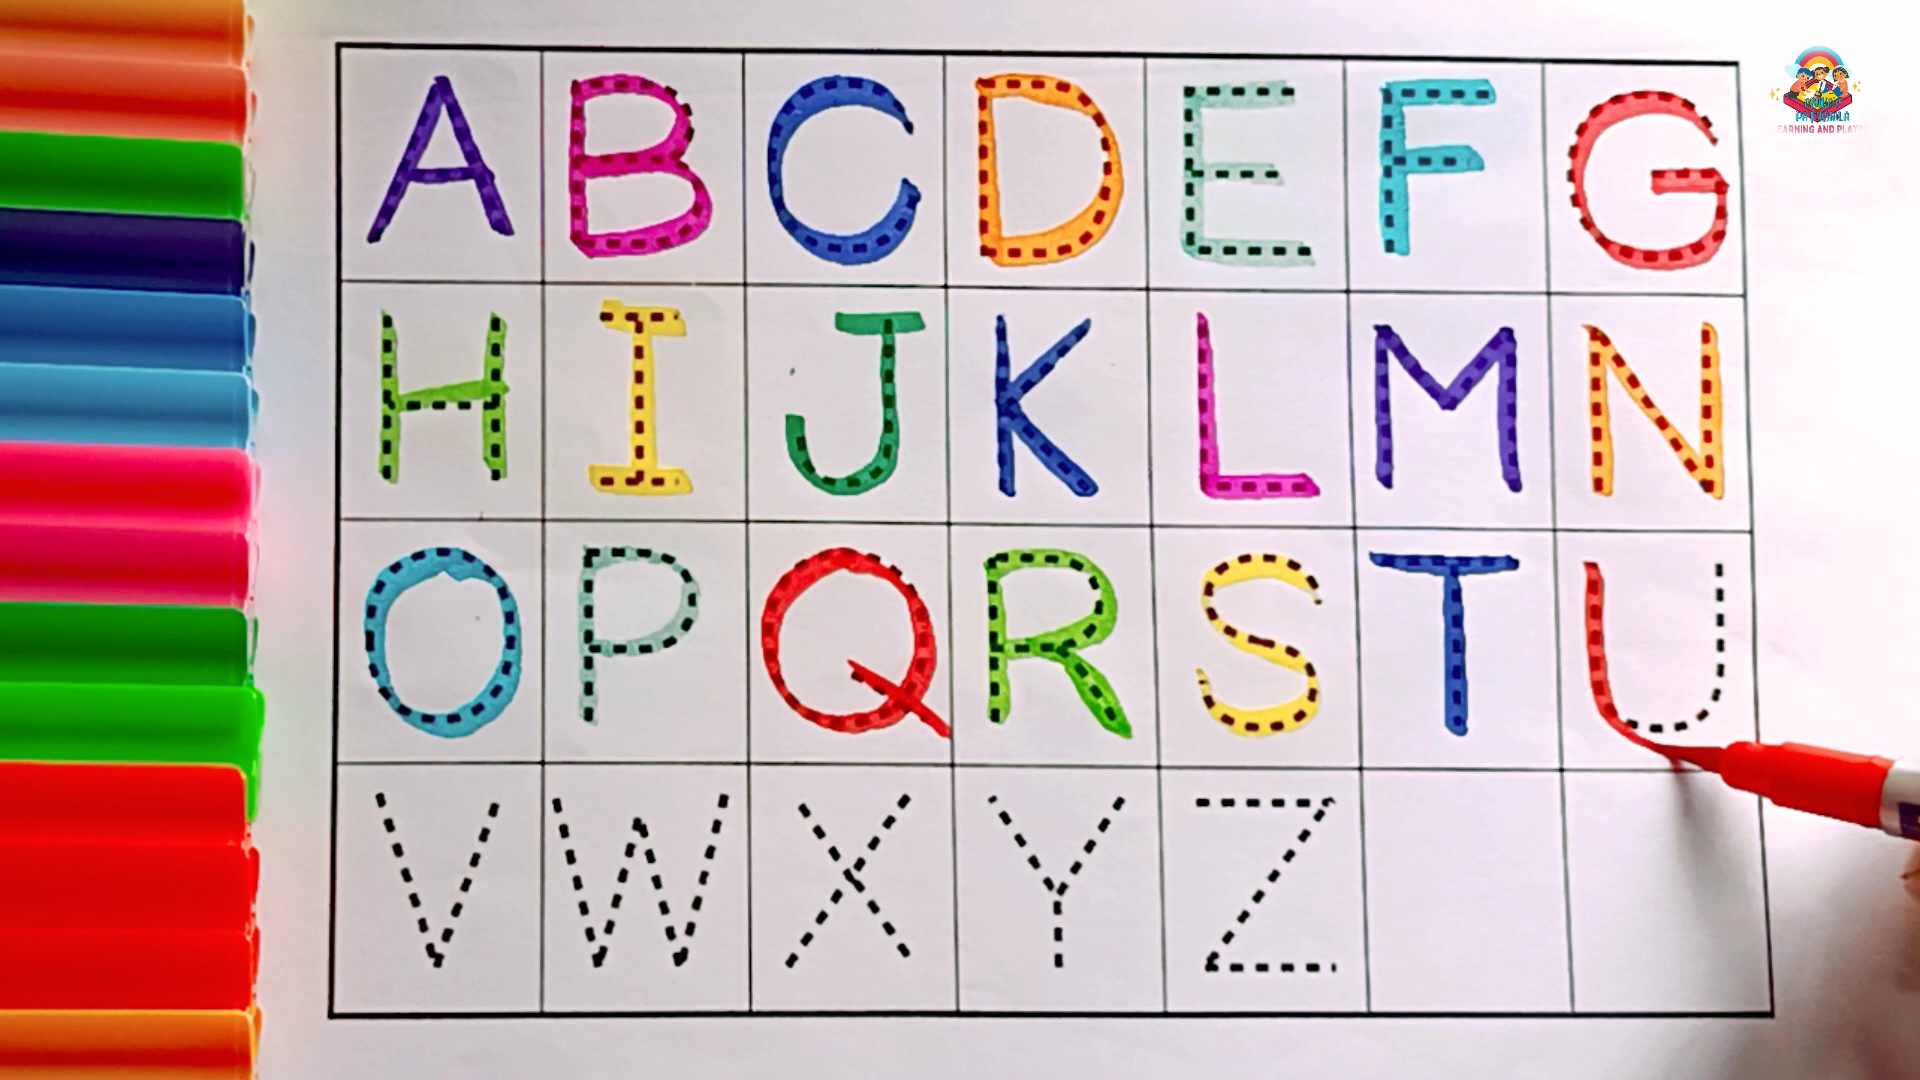 A B C D E F G
H I J K L M N
O P Q R S T U
V W X Y Z
LEARNING AND PLAY